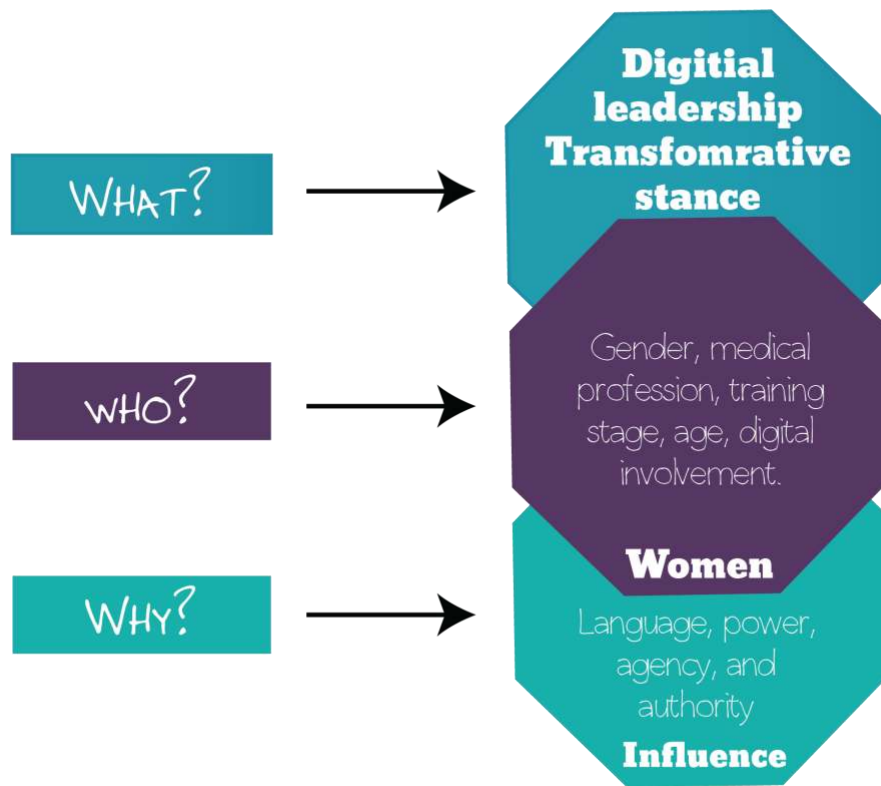 WHAT?
Digitial
leadership
Transfomrative
stance
WHO?
Gender, medical
profession, training
stage, age, digital
involvement.
Women
WHY?
Language, power,
agency, and
authority
Influence